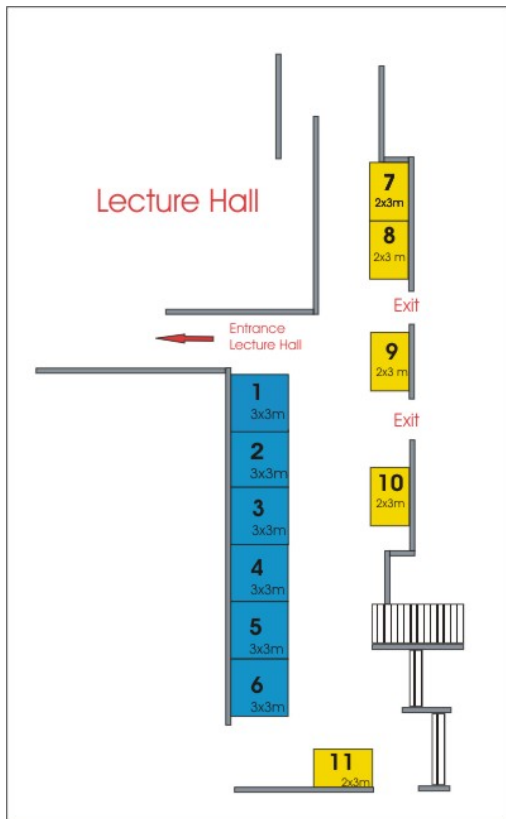 Lecture Hall
7
2x3m
8
2x3 m
Exit
Entrance
Lecture Hall
9
2x3 m
Exit
1
3x3m
2
3x3m
3
3x3m
4
3x3m
5
3x3m
6
3x3m
10
2x3m
11
2x3m